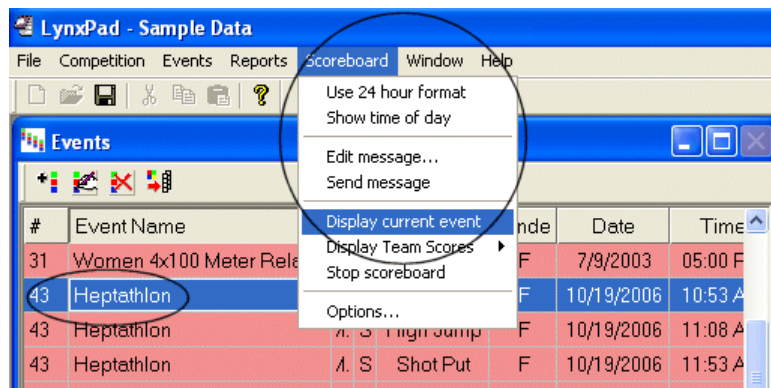 LynxPad - Sample Data
File Competition Events Reports Scoreboard Window Help
Use 24 hour format
Show time of day
Edit message...
Send message
Display current event
Display Team Scores
Stop scoreboard
Options...
Events
# Event Name Date Time
31 Women 4x100 Meter F 7/9/2003 05:00
43 Heptathlon F 10/19/2006 10:53 A
43 Heptathlon S High Jump F 10/19/2006 11:08 A
43 Heptathlon S Shot Put F 10/19/2006 11:53 A